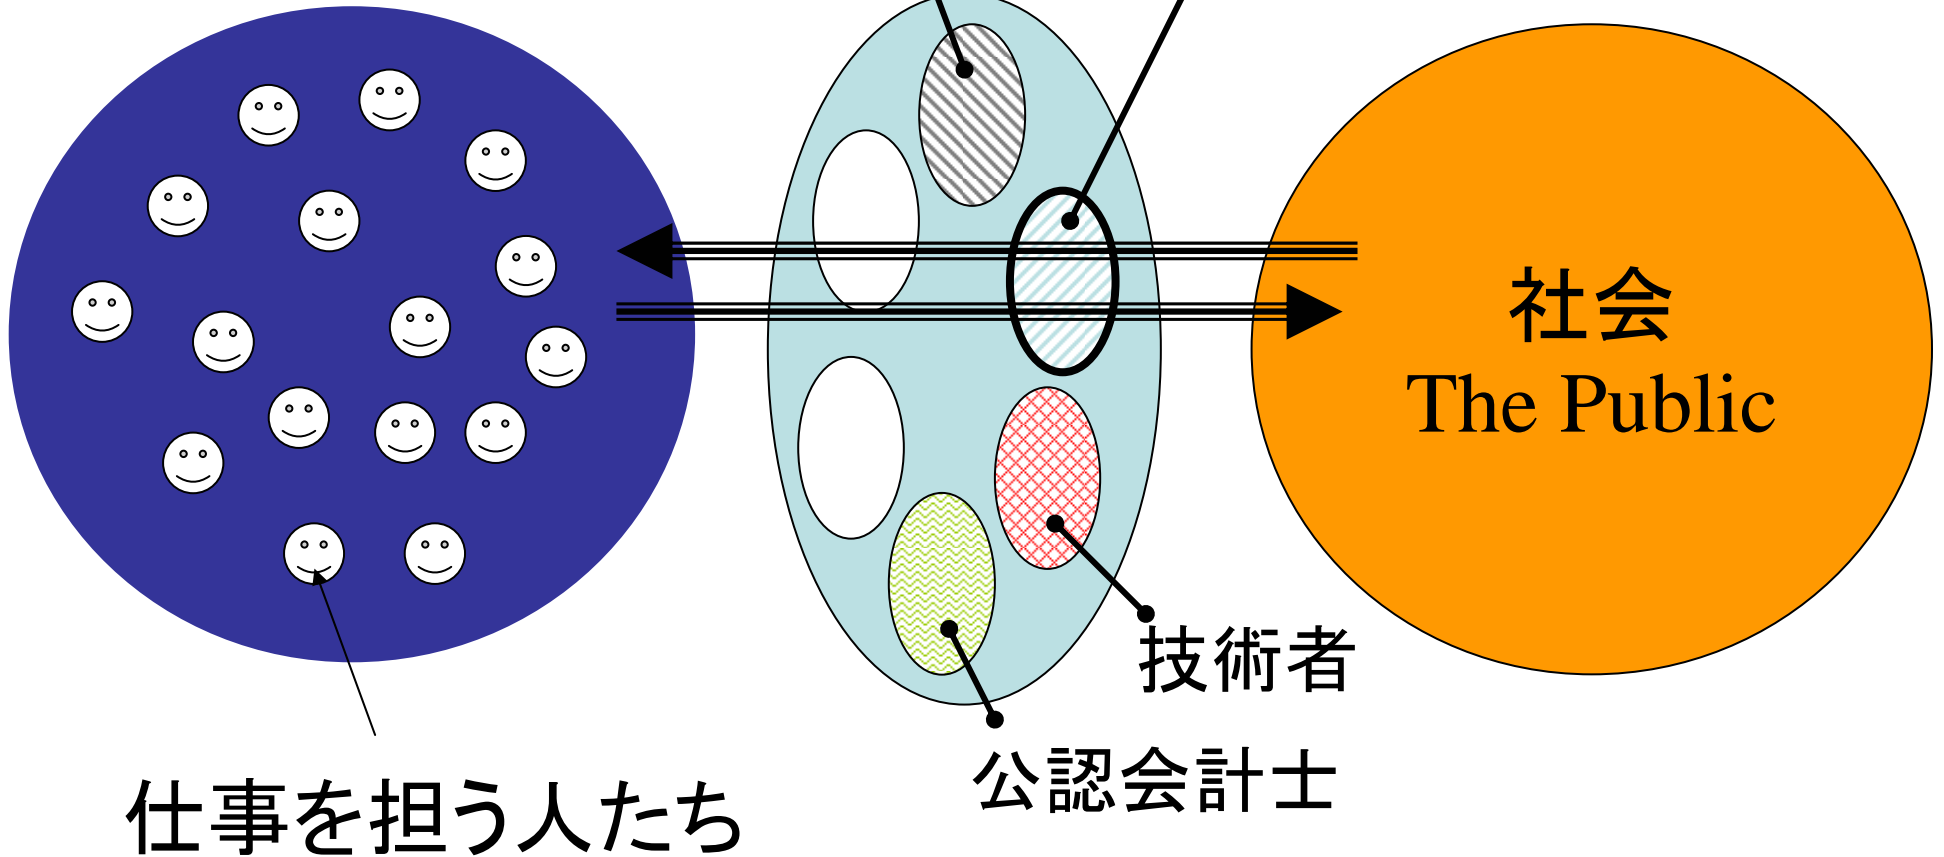 社会
The Public
技術者
公認会計士
仕事を担う人たち